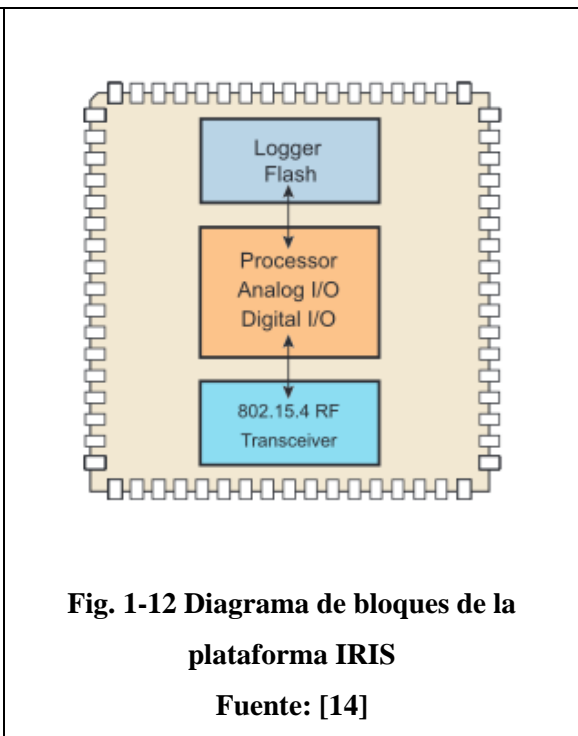 Logger
Flash
Processor
Analog I/O
Digital I/O
802.15.4 RF
Transceiver
Fig. 1-12 Diagrama de bloques de la
plataforma IRIS
Fuente: [14]